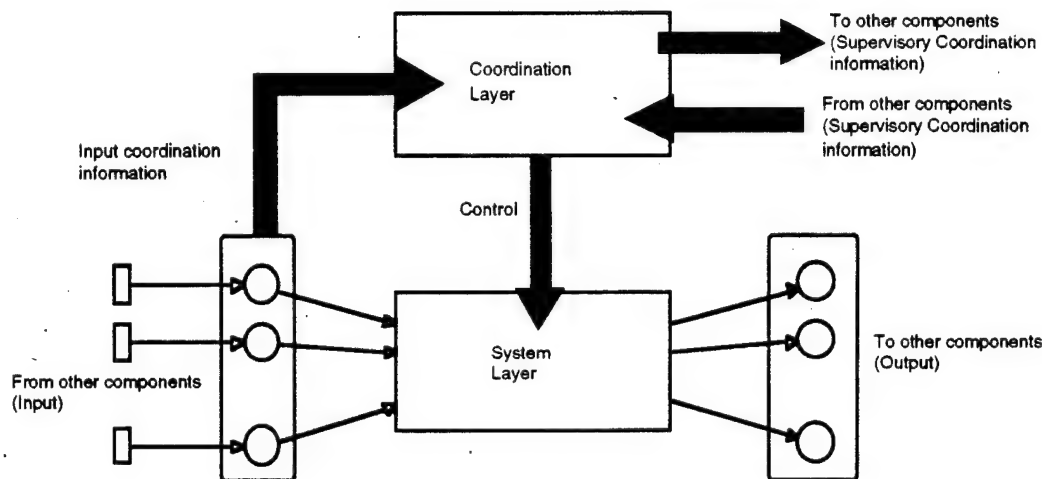 To other components
(Supervisory Coordination
information)
Coordination
Layer
From other components
(Supervisory Coordination
information)
Input coordination
information
Control
System
Layer
To other components
(Output)
From other components
(Input)